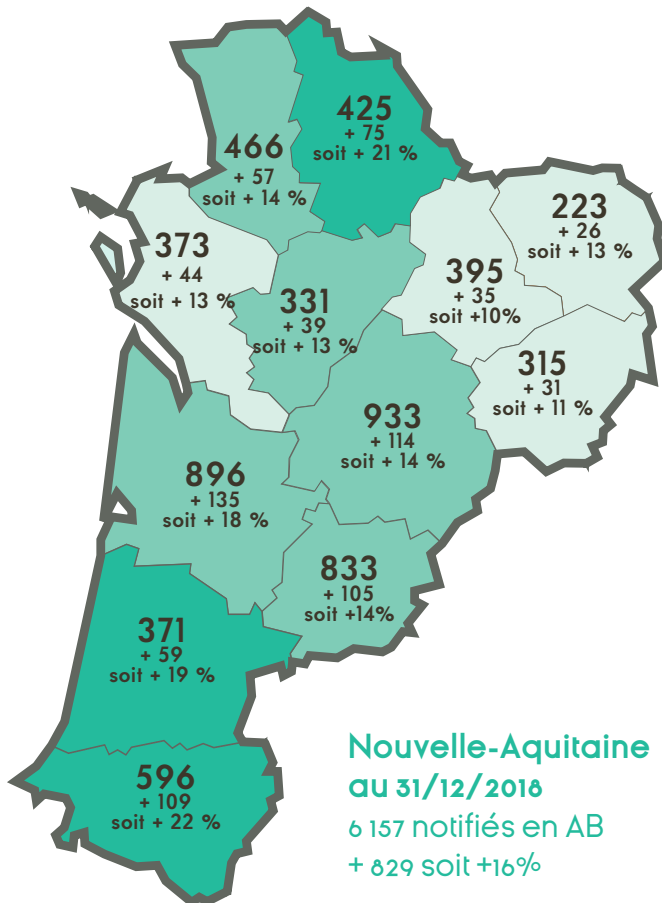 425
+ 75
soit + 21 %
466
+ 57
soit + 14 %
223
+ 26
soit + 13 %
373
+ 44
soit + 13 %
395
+ 35
soit +10%
331
+ 39
soit + 13 %
315
+ 31
soit + 11 %
933
+ 114
soit + 14 %
896
+ 135
soit + 18 %
833
+ 105
soit +14%
371
+ 59
soit + 19 %
596
+ 109
soit + 22 %
Nouvelle-Aquitaine
au 31/12/2018
6 157 notifiés en AB
+ 829 soit +16%